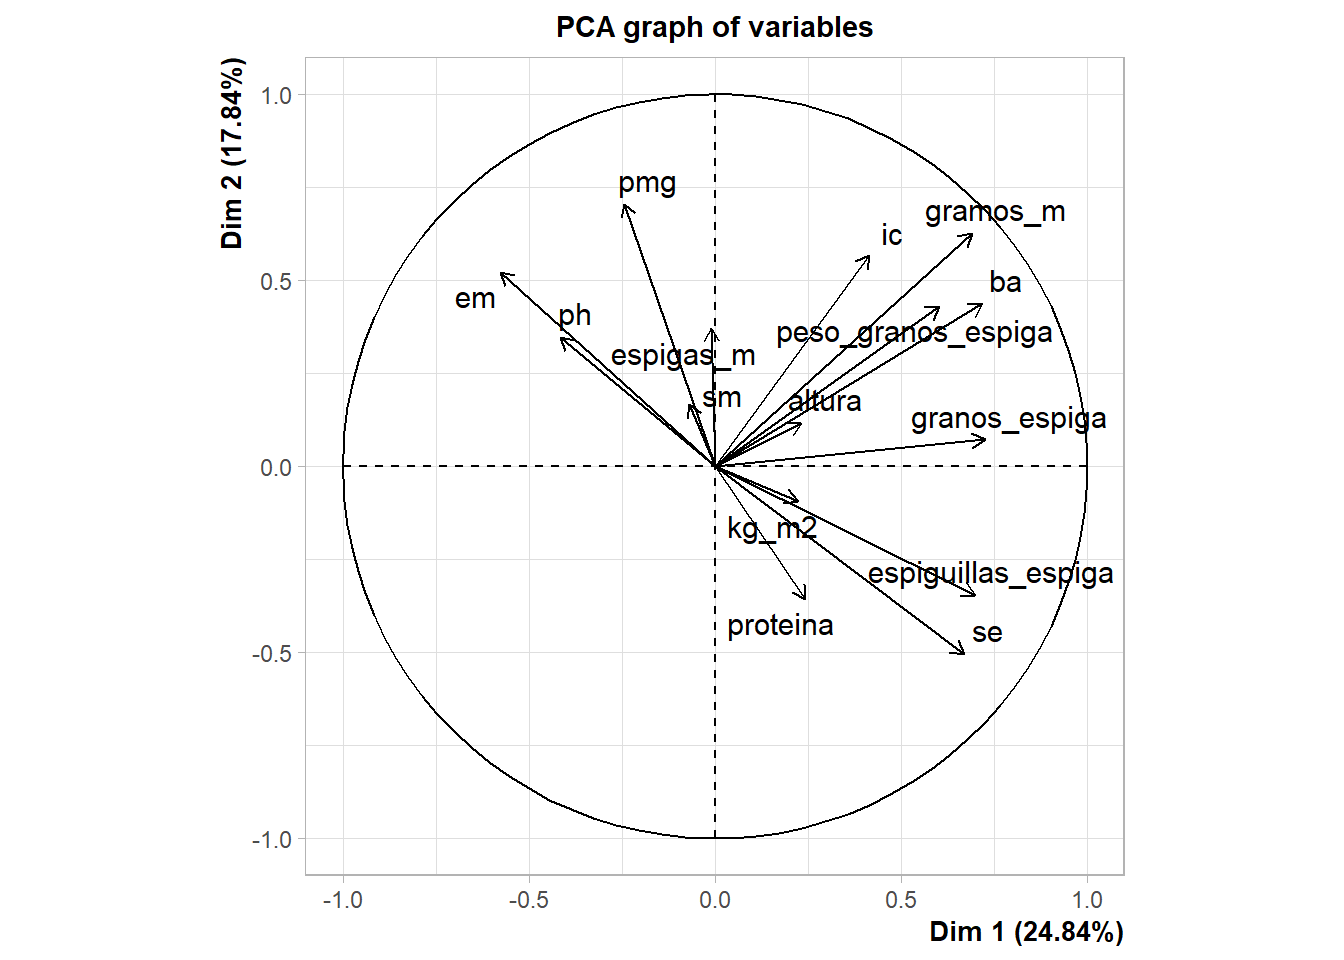 PCA graph of variables
Dim 2 (17.84%)
1.0
0.5
0.0
-0.5
-1.0
pmg
gramos_m
ic
em
ba
ph
peso_granos_espiga
espigas_m
sm
altura
granos_espiga
kg_m2
espiguillas_espiga
proteina
se
-1.0
-0.5
0.0
0.5
1.0
Dim 1 (24.84%)